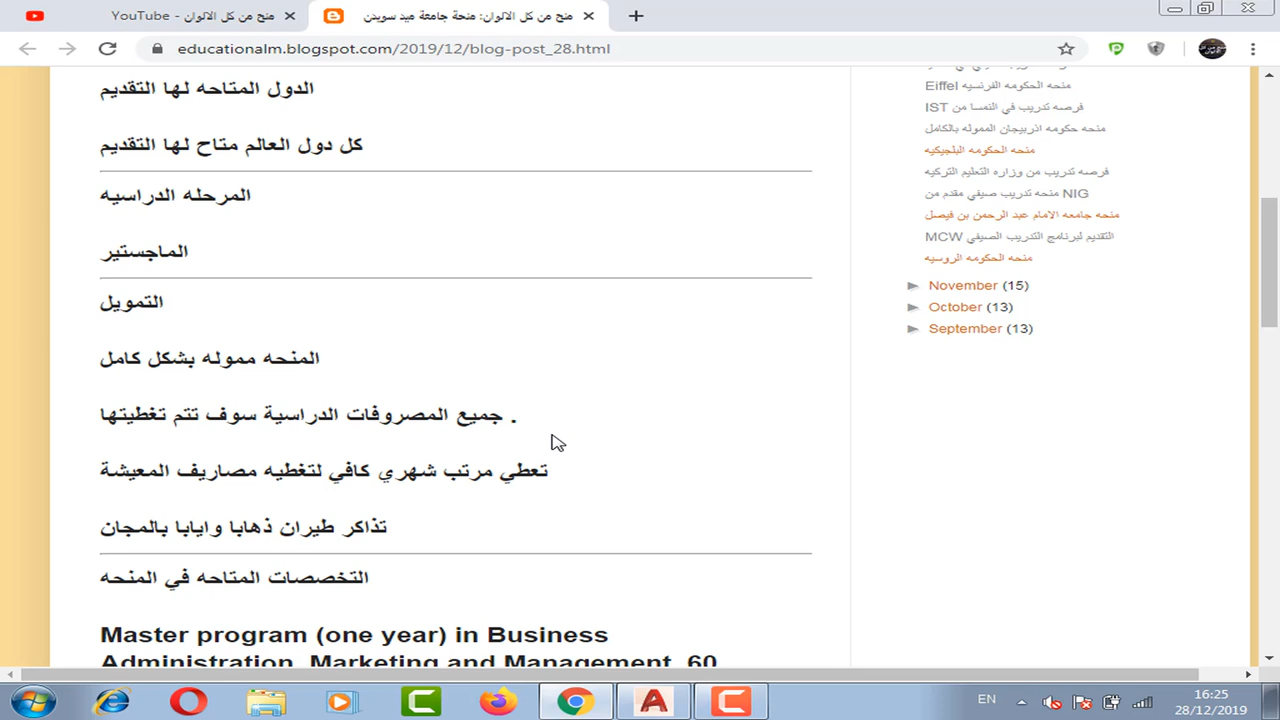 منح من كل الالوان - YouTube
منح من كل الالوان: منحة جامعة ميد سويدن
educationalm.blogspot.com/2019/12/blog-post_28.html
الدول المتاحه لها التقديم
كل دول العالم متاح لها التقديم
المرحله الدراسيه
الماجستير
التمويل
المنحه مموله بشكل كامل
جميع المصروفات الدراسية سوف تتم تغطيتها .
تعطي مرتب شهري كافي لتغطيه مصاريف المعيشة
تذاكر طيران ذهابا وايابا بالمجان
التخصصات المتاحه في المنحه
Master program (one year) in Business
Administration, Marketing and Management, 60
منحه الحكومه الفرنسيه Eiffel
فرصه تدريب في النمسا من IST
منحه حكومه اذربيجان المموله بالكامل
منحه الحكومه البلجيكيه
فرصه تدريب من وزاره التعليم التركيه
منحه تدريب صيفي مقدم من NIG
منحه جامعه الامام عبد الرحمن بن فيصل
التقديم لبرنامج التدريب الصيفي MCW
منحه الحكومه الروسيه
November (15)
October (13)
September (13)
EN
16:25
28/12/2019